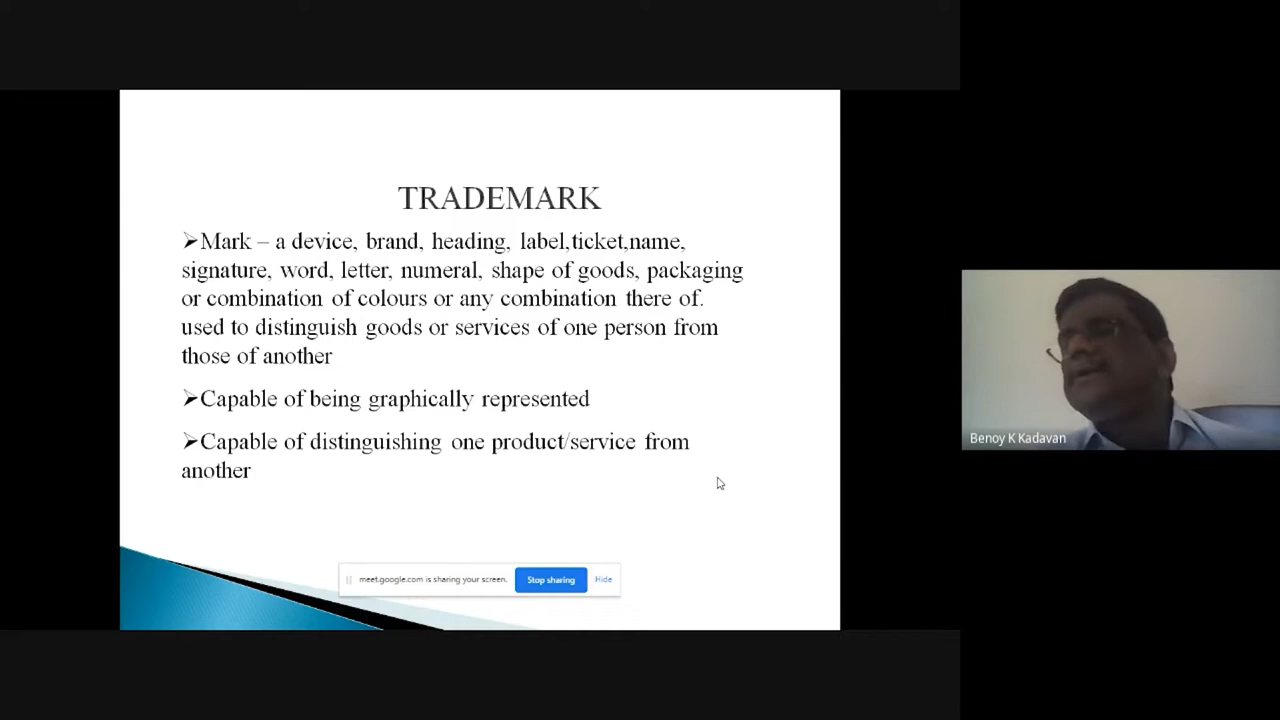 TRADEMARK
➢Mark – a device, brand, heading, label,ticket,name,
signature, word, letter, numeral, shape of goods, packaging
or combination of colours or any combination there of.
used to distinguish goods or services of one person from
those of another
➢Capable of being graphically represented
➢Capable of distinguishing one product/service from
another
meet.google.com is sharing your screen. Stop sharing Hide
Benoy K Kadavan